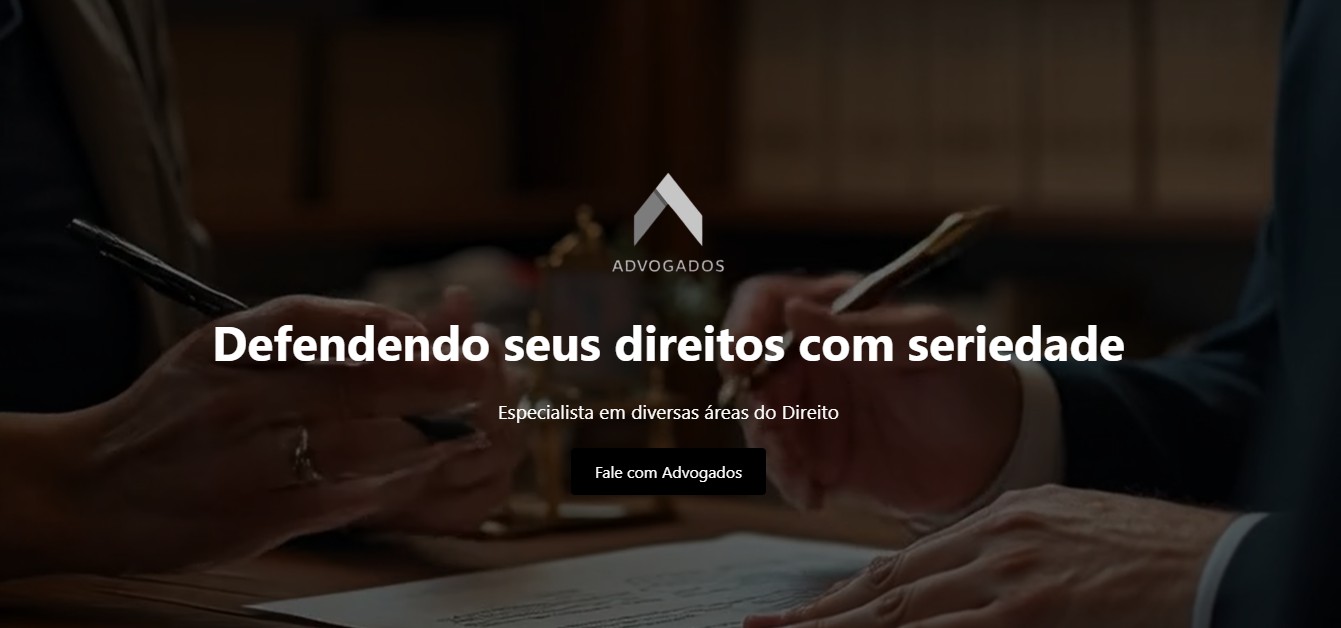 ADVOGADOS
Defendendo seus direitos com seriedade
Especialista em diversas áreas do Direito
Fale com Advogados